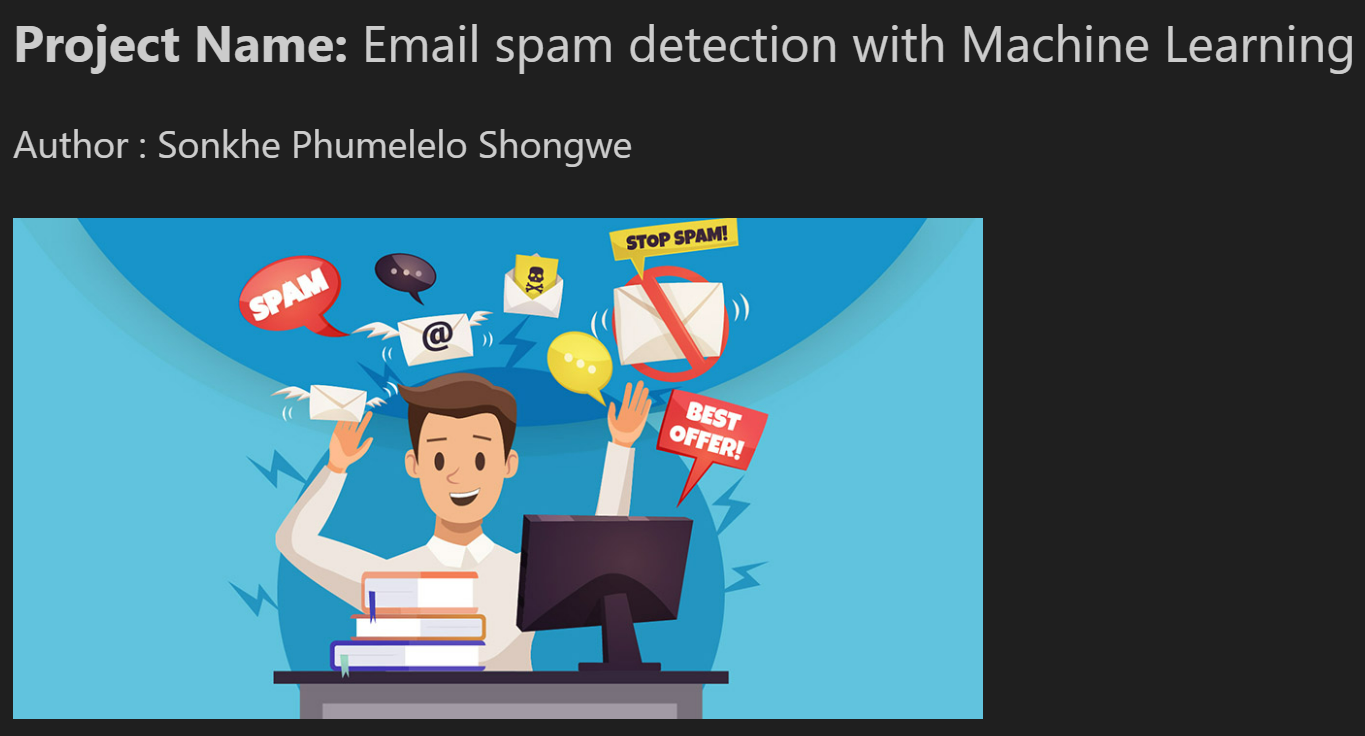 Project Name: Email spam detection with Machine Learning
Author : Sonkhe Phumelelo Shongwe
STOP SPAM!
SPAM
@
BEST
OFFER!